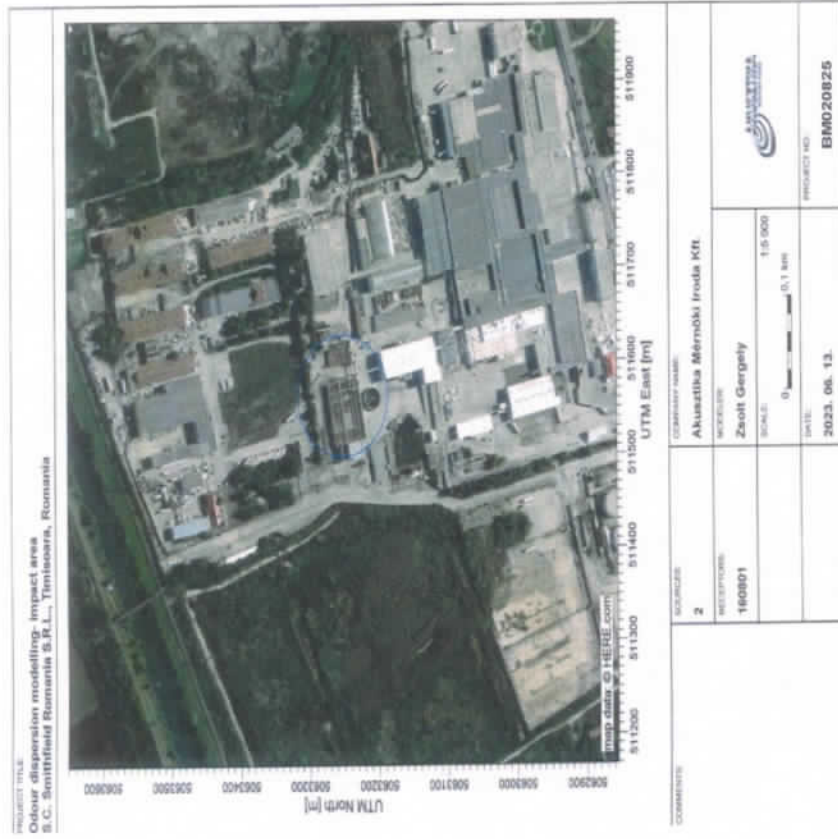 PROJECT TITLE:
Odour dispersion modelling- impact area
S.C. Smithfield Romania S.R.L., Timisoara, Romania
UTM North [m]
5063600
5063500
5063400
5063300
5063200
5063100
5063000
5062900
map data © HERE.com
511200
511300
511400
511500
511600
511700
511800
511900
UTM East [m]
COMMENTS:
SOURCES:
2
COMPANY NAME:
Akusztika Mérnöki Iroda Kft.
RECEPTORS:
160801
MODELER:
Zsolt Gergely
SCALE:
1:5 000
0
0,1 km
DATE:
2023. 06. 13.
PROJECT NO.:
BM020825